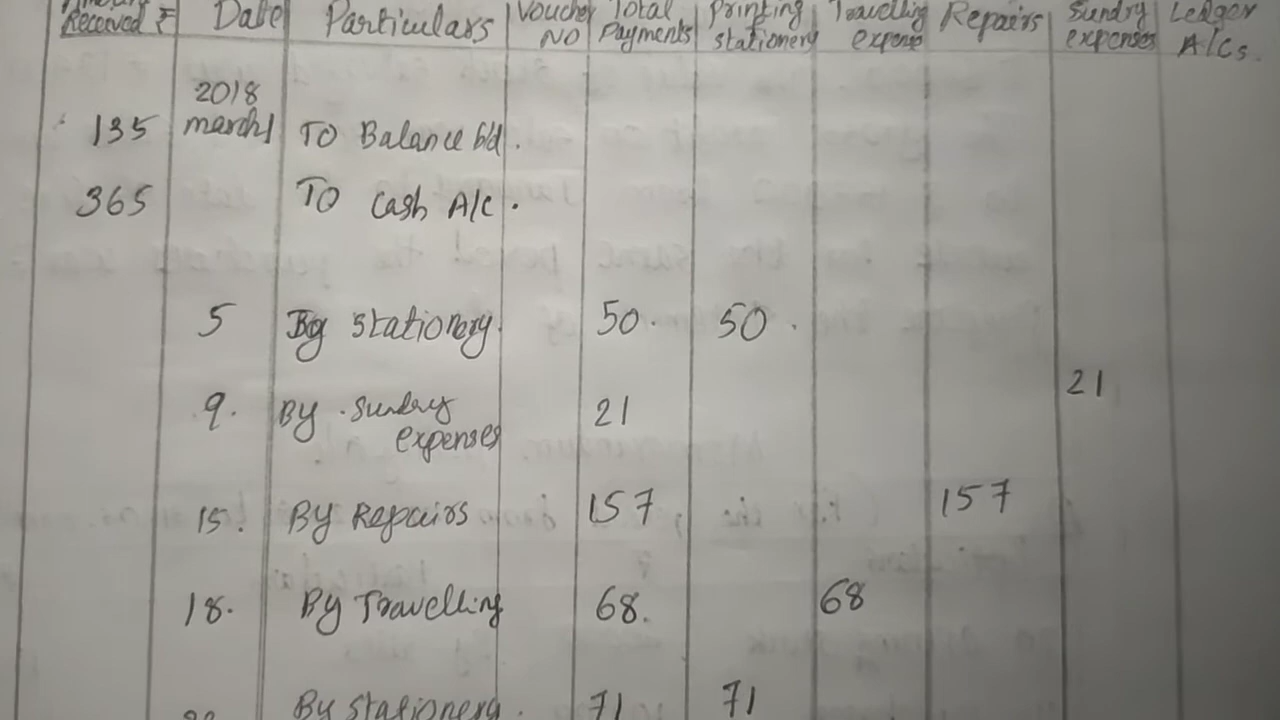 Received ₹ Date Particulars Voucher NO Total Payments Printing stationery Travelling expense Repairs Sundry expenses Ledger A/Cs.
2018
135 march1 TO Balance b/d.
365 TO Cash A/c.
5 By stationery. 50. 50.
9. By Sundry 21 21
expenses
15. By Repairs 157 157
18. By Travelling 68. 68
By stationery. 71 71